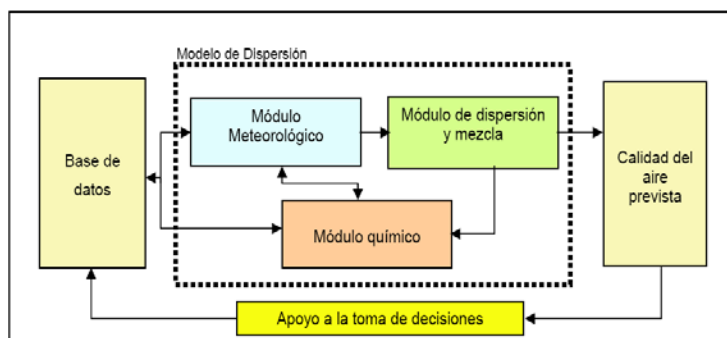 Modelo de Dispersión
Base de
datos
Módulo
Meteorológico
Módulo de dispersión
y mezcla
Módulo químico
Calidad del
aire
prevista
Apoyo a la toma de decisiones